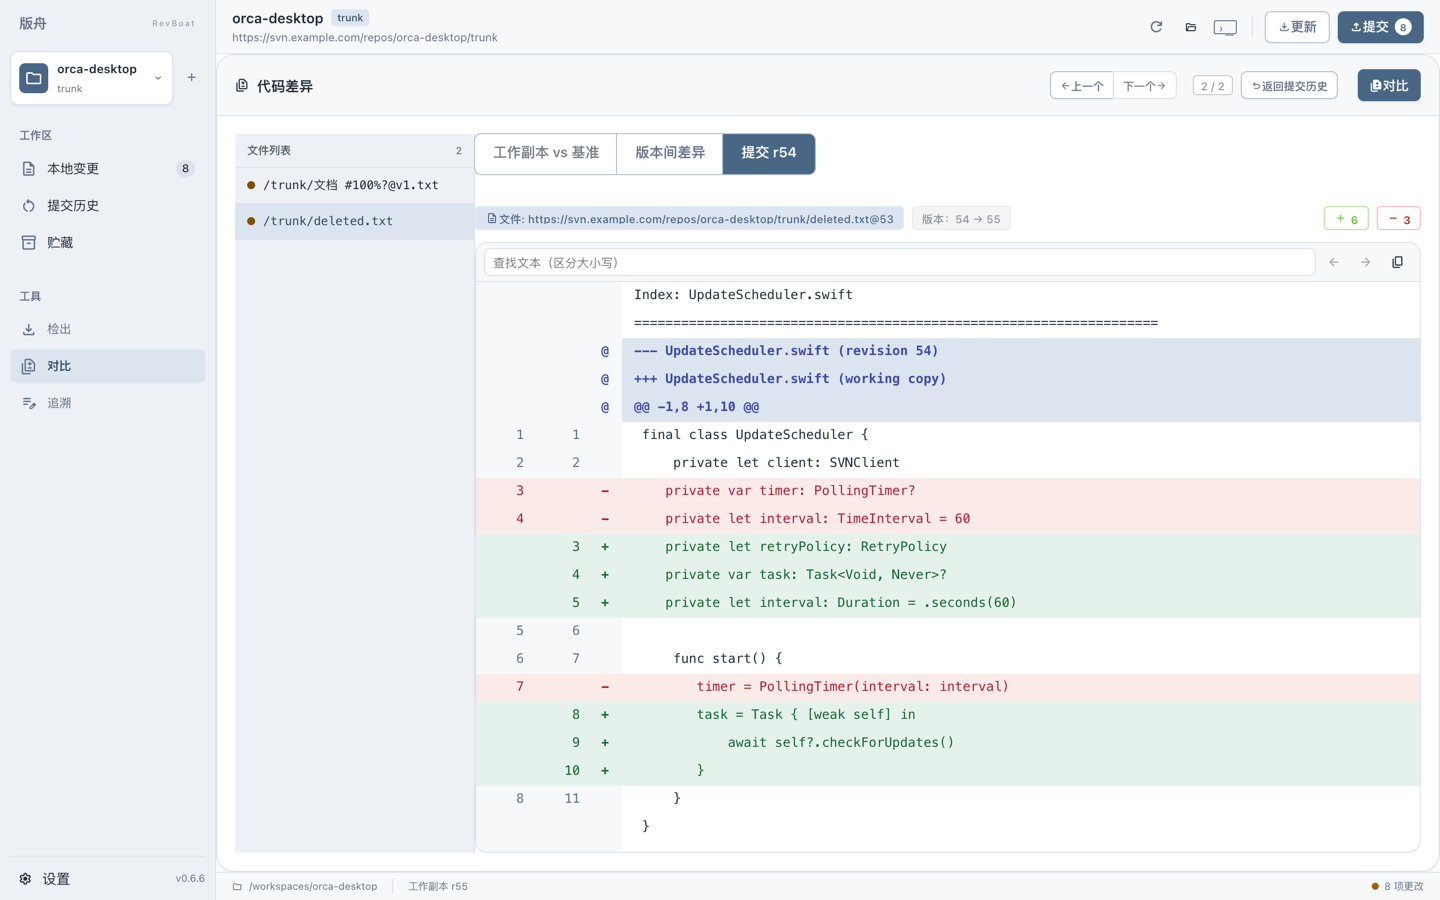 版舟
RevBoat
orca-desktop
trunk
工作区
本地变更
8
提交历史
贮藏
工具
检出
对比
追溯
设置
v0.6.6
orca-desktop
trunk
https://svn.example.com/repos/orca-desktop/trunk
更新
提交
8
代码差异
上一个
下一个
2 / 2
返回提交历史
对比
文件列表
2
/trunk/文档 #100%?@v1.txt
/trunk/deleted.txt
工作副本 vs 基准
版本间差异
提交 r54
文件: https://svn.example.com/repos/orca-desktop/trunk/deleted.txt@53
版本: 54 → 55
+ 6
− 3
查找文本（区分大小写）
Index: UpdateScheduler.swift
===================================================================
@ --- UpdateScheduler.swift (revision 54)
@ +++ UpdateScheduler.swift (working copy)
@ @@ -1,8 +1,10 @@
1 1 final class UpdateScheduler {
2 2 private let client: SVNClient
3 - private var timer: PollingTimer?
4 - private let interval: TimeInterval = 60
3 + private let retryPolicy: RetryPolicy
4 + private var task: Task<Void, Never>?
5 + private let interval: Duration = .seconds(60)
5 6
6 7 func start() {
7 - timer = PollingTimer(interval: interval)
8 + task = Task { [weak self] in
9 + await self?.checkForUpdates()
10 + }
8 11 }
}
/workspaces/orca-desktop
工作副本 r55
8 项更改